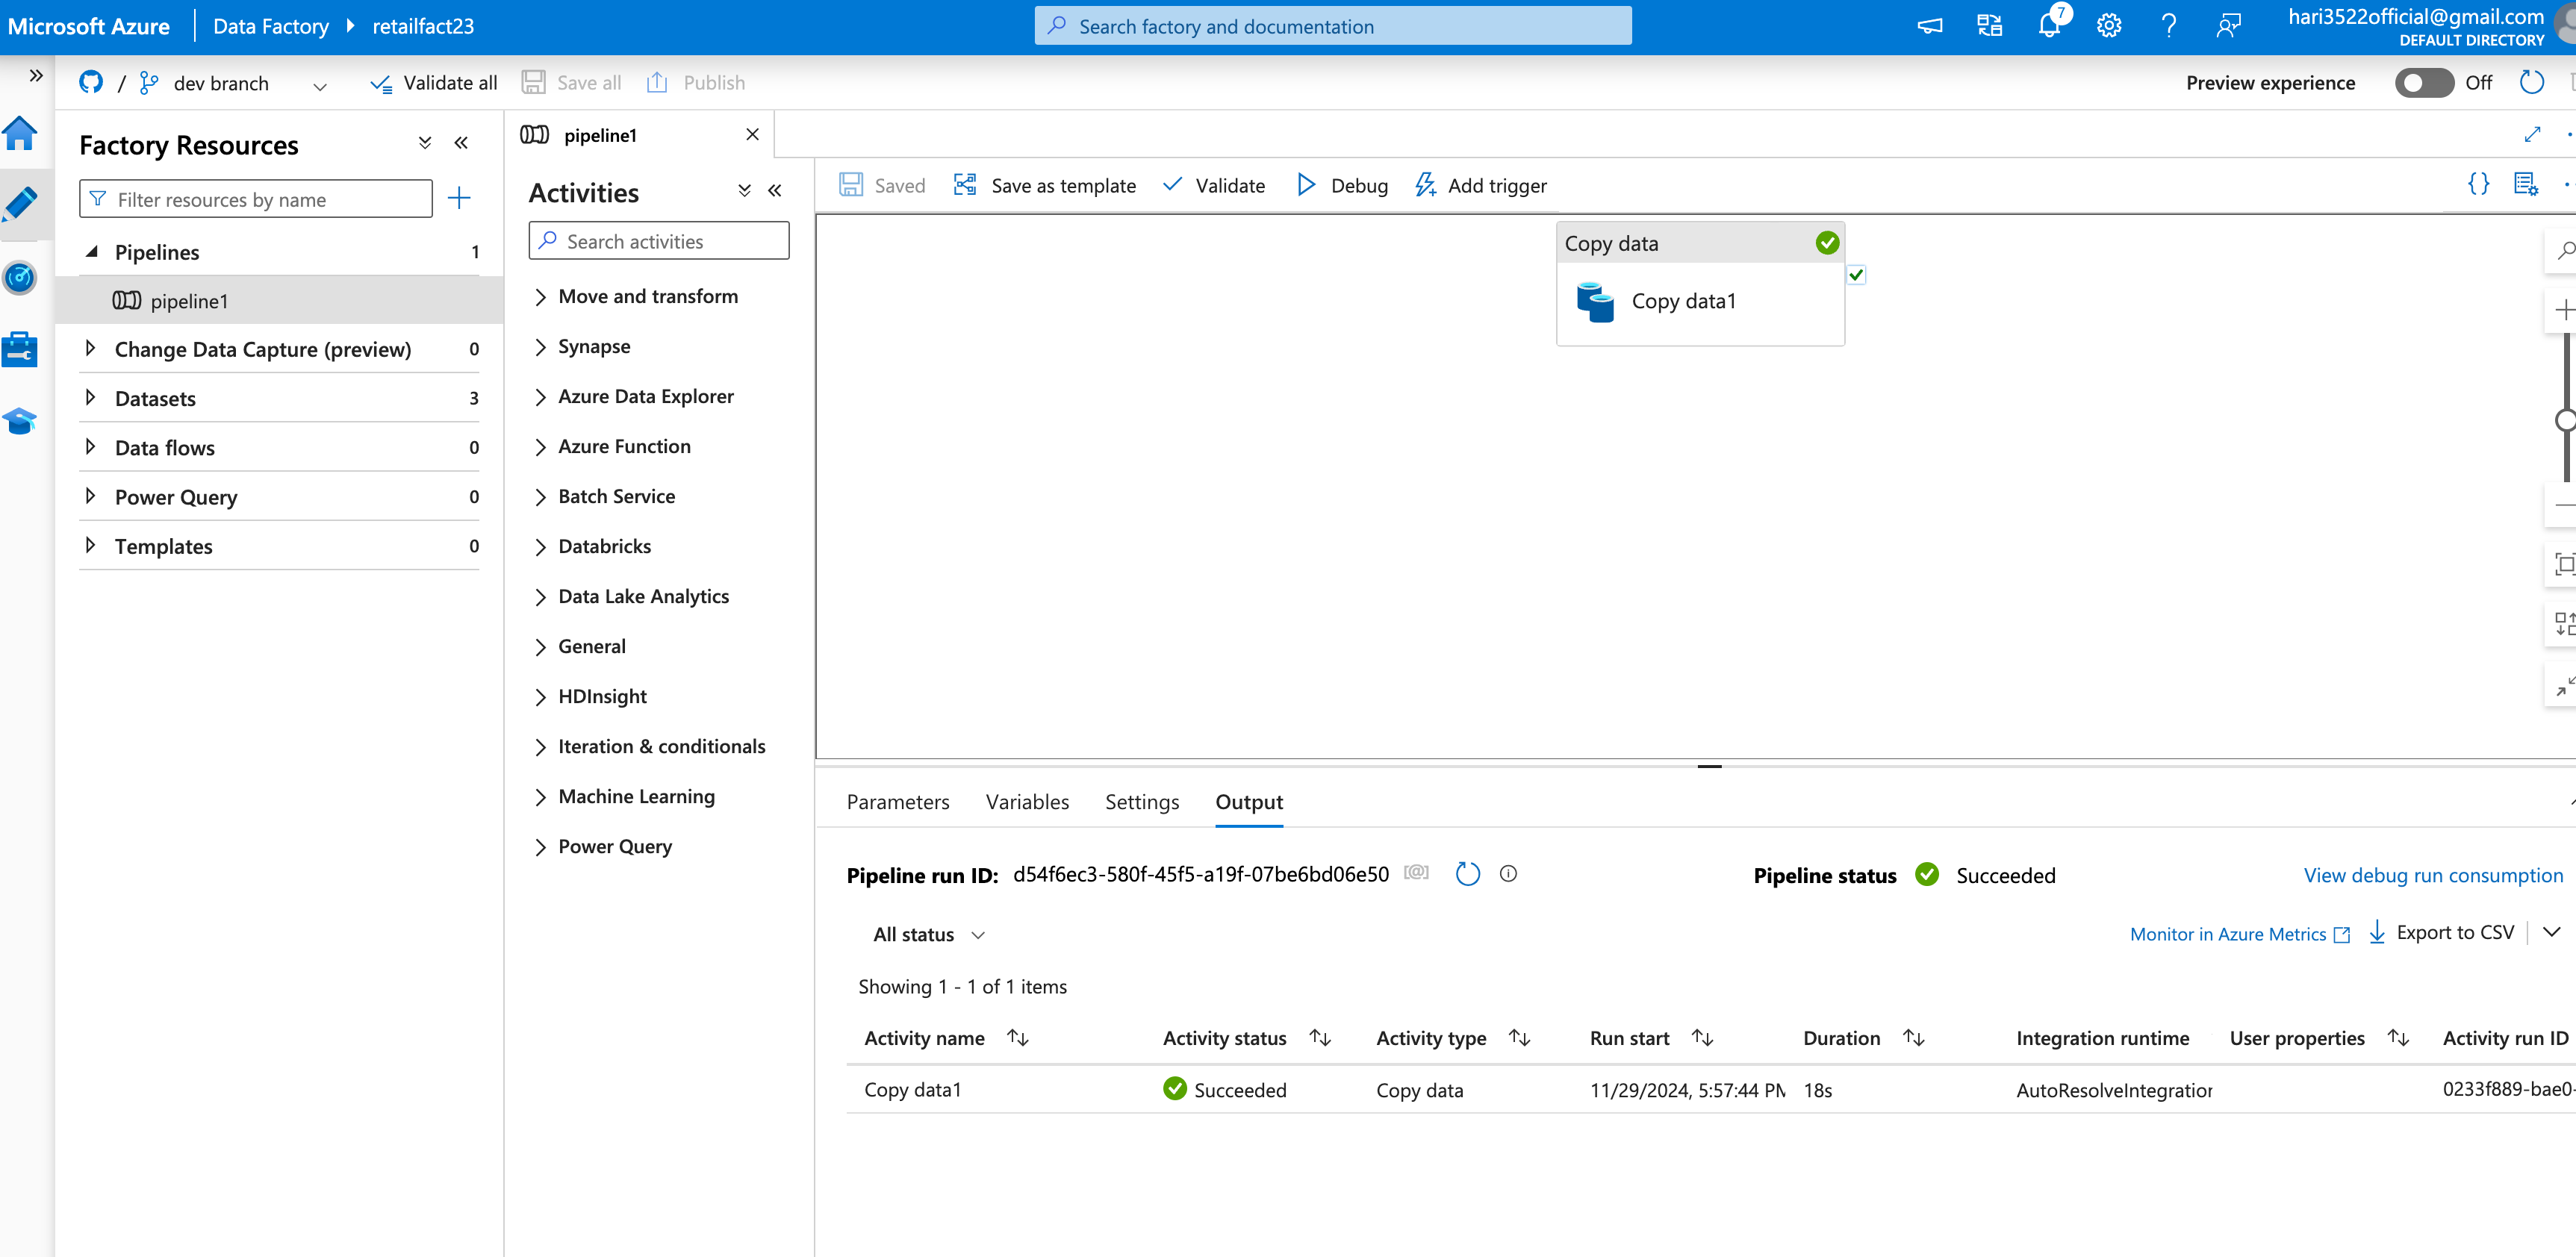 Microsoft Azure
Data Factory
retailfact23
Search factory and documentation
7
hari3522official@gmail.com
DEFAULT DIRECTORY
/ dev branch
Validate all
Save all
Publish
Preview experience
Off
Factory Resources
Filter resources by name
Pipelines 1
pipeline1
Change Data Capture (preview) 0
Datasets 3
Data flows 0
Power Query 0
Templates 0
pipeline1
Activities
Search activities
Move and transform
Synapse
Azure Data Explorer
Azure Function
Batch Service
Databricks
Data Lake Analytics
General
HDInsight
Iteration & conditionals
Machine Learning
Power Query
Saved
Save as template
Validate
Debug
Add trigger
{}
Copy data
Copy data1
Parameters Variables Settings Output
Pipeline run ID: d54f6ec3-580f-45f5-a19f-07be6bd06e50
Pipeline status Succeeded
View debug run consumption
All status
Monitor in Azure Metrics
Export to CSV
Showing 1 - 1 of 1 items
Activity name Activity status Activity type Run start Duration Integration runtime User properties Activity run ID
Copy data1 Succeeded Copy data 11/29/2024, 5:57:44 PM 18s AutoResolveIntegration 0233f889-bae0-